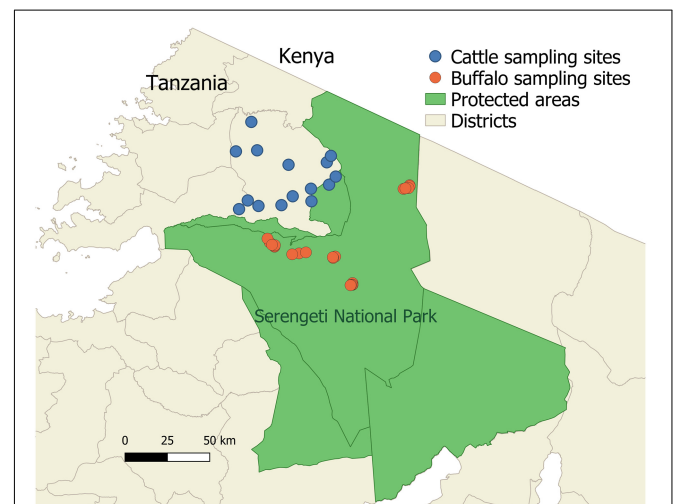 Kenya
Tanzania
Cattle sampling sites
Buffalo sampling sites
Protected areas
Districts
Serengeti National Park
0 25 50 km